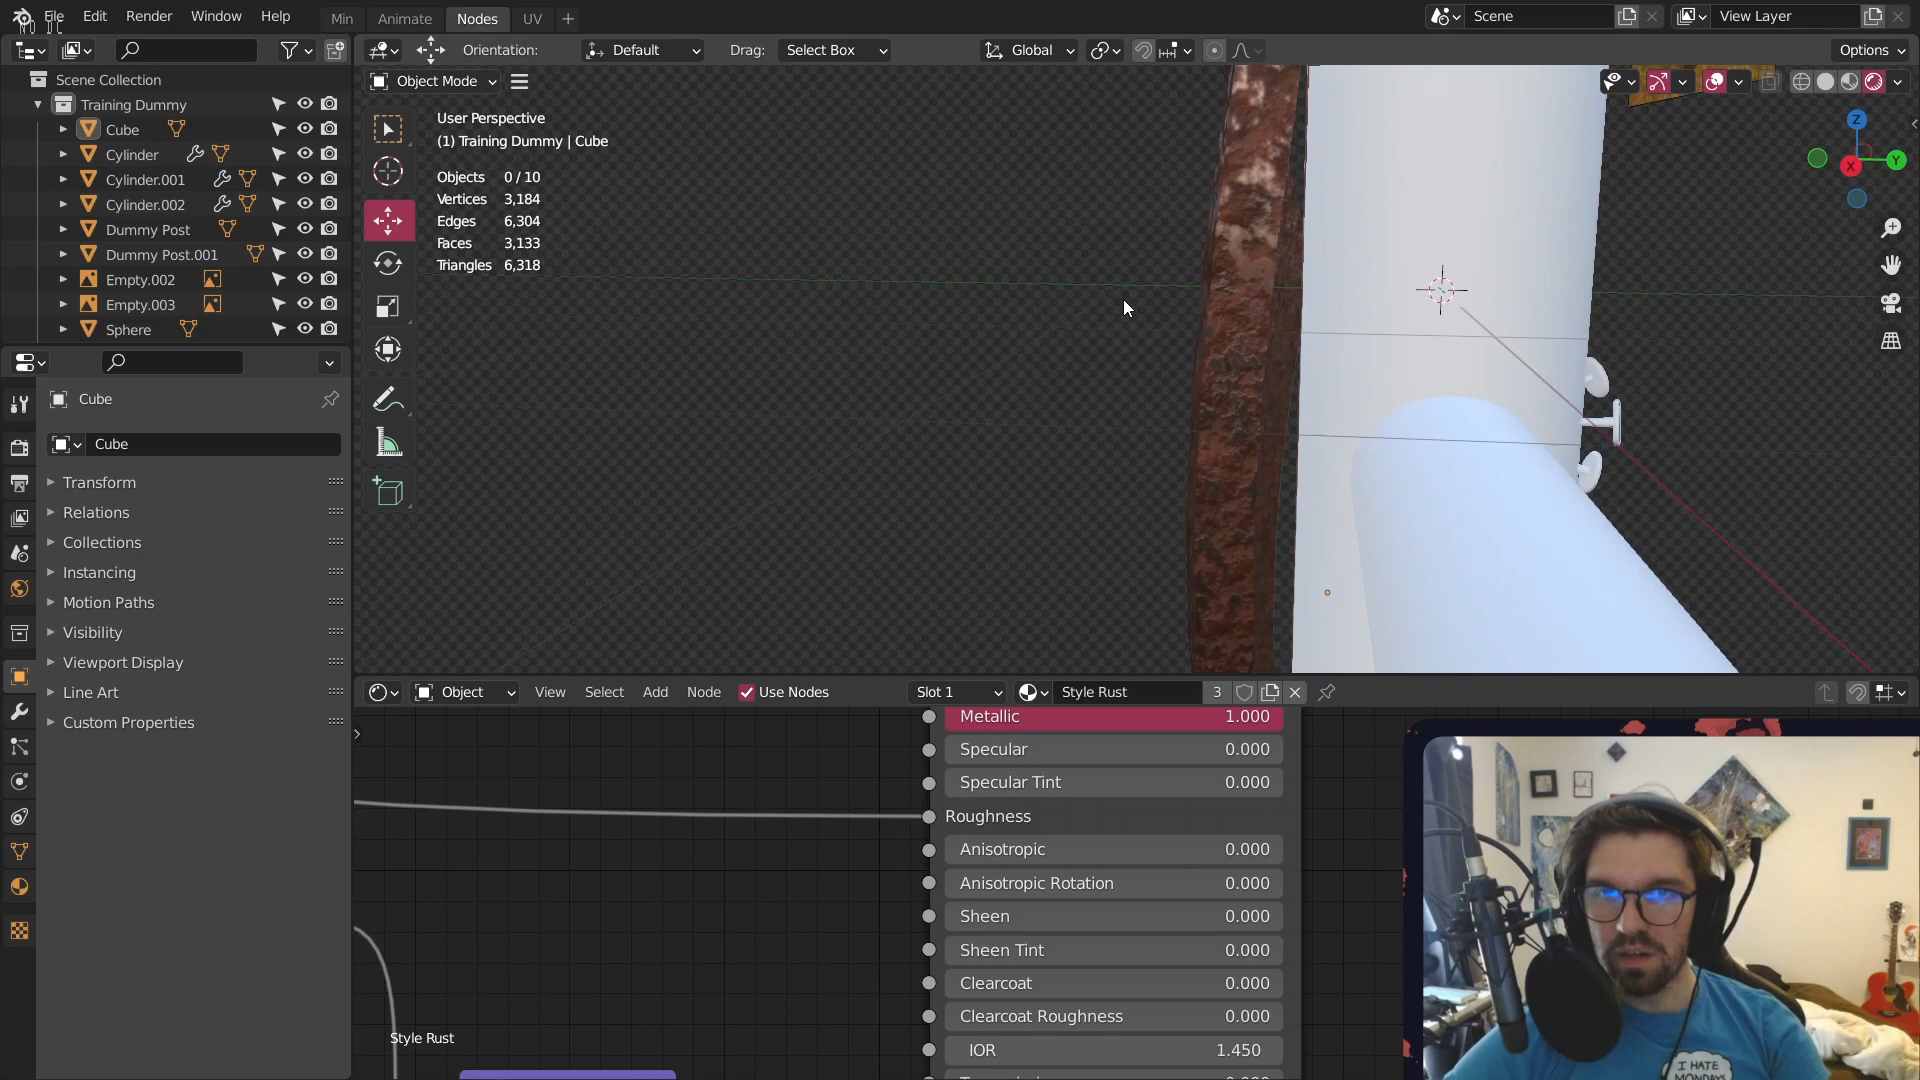 File Edit Render Window Help Min Animate Nodes UV + Scene View Layer
Orientation: Default Drag: Select Box Global Options
Scene Collection
Training Dummy
Cube
Cylinder
Cylinder.001
Cylinder.002
Dummy Post
Dummy Post.001
Empty.002
Empty.003
Sphere
Object Mode
User Perspective
(1) Training Dummy | Cube
Objects 0 / 10
Vertices 3,184
Edges 6,304
Faces 3,133
Triangles 6,318
Z
Y
X
Cube
Cube
Transform
Relations
Collections
Instancing
Motion Paths
Visibility
Viewport Display
Line Art
Custom Properties
Object View Select Add Node Use Nodes Slot 1 Style Rust 3
Metallic 1.000
Specular 0.000
Specular Tint 0.000
Roughness
Anisotropic 0.000
Anisotropic Rotation 0.000
Sheen 0.000
Sheen Tint 0.000
Clearcoat 0.000
Clearcoat Roughness 0.000
IOR 1.450
Style Rust
I HATE
MONDAYS